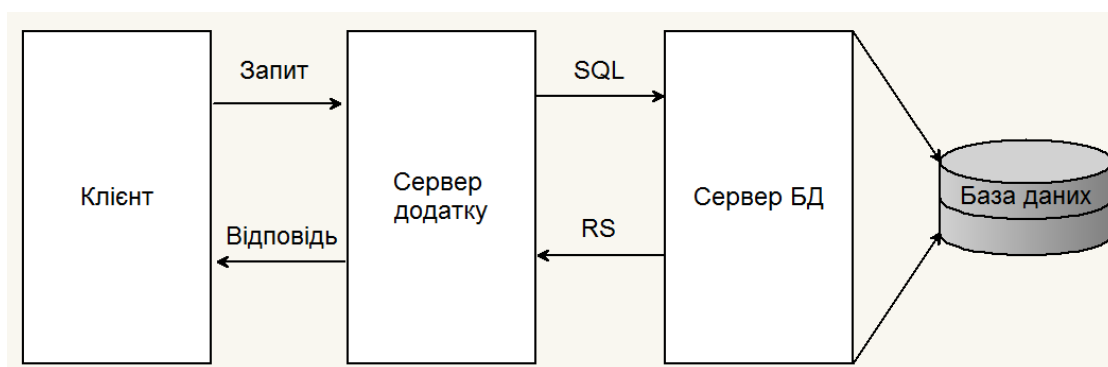 Запит
SQL
Клієнт
Сервер
додатку
Сервер БД
База даних
Відповідь
RS